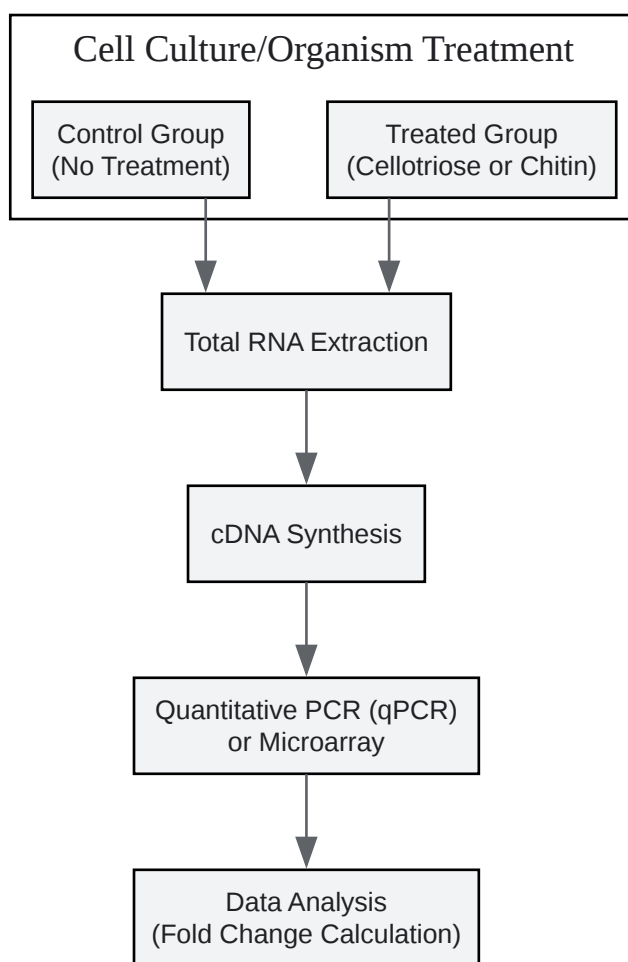 Cell Culture/Organism Treatment
Control Group
(No Treatment)
Treated Group
(Cellotriose or Chitin)
Total RNA Extraction
cDNA Synthesis
Quantitative PCR (qPCR)
or Microarray
Data Analysis
(Fold Change Calculation)